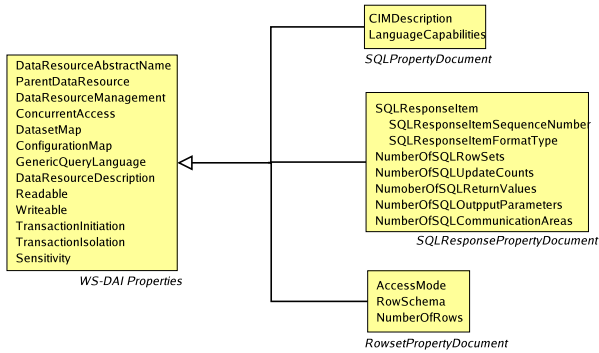 DataResourceAbstractName
ParentDataResource
DataResourceManagement
ConcurrentAccess
DatasetMap
ConfigurationMap
GenericQueryLanguage
DataResourceDescription
Readable
Writeable
TransactionInitiation
TransactionIsolation
Sensitivity
WS-DAI Properties
CIMDescription
LanguageCapabilities
SQLPropertyDocument
SQLResponseItem
SQLResponseItemSequenceNumber
SQLResponseItemFormatType
NumberOfSQLRowSets
NumberOfSQLUpdateCounts
NumoberOfSQLReturnValues
NumberOfSQLOutpputParameters
NumberOfSQLCommunicationAreas
SQLResponsePropertyDocument
AccessMode
RowSchema
NumberOfRows
RowsetPropertyDocument